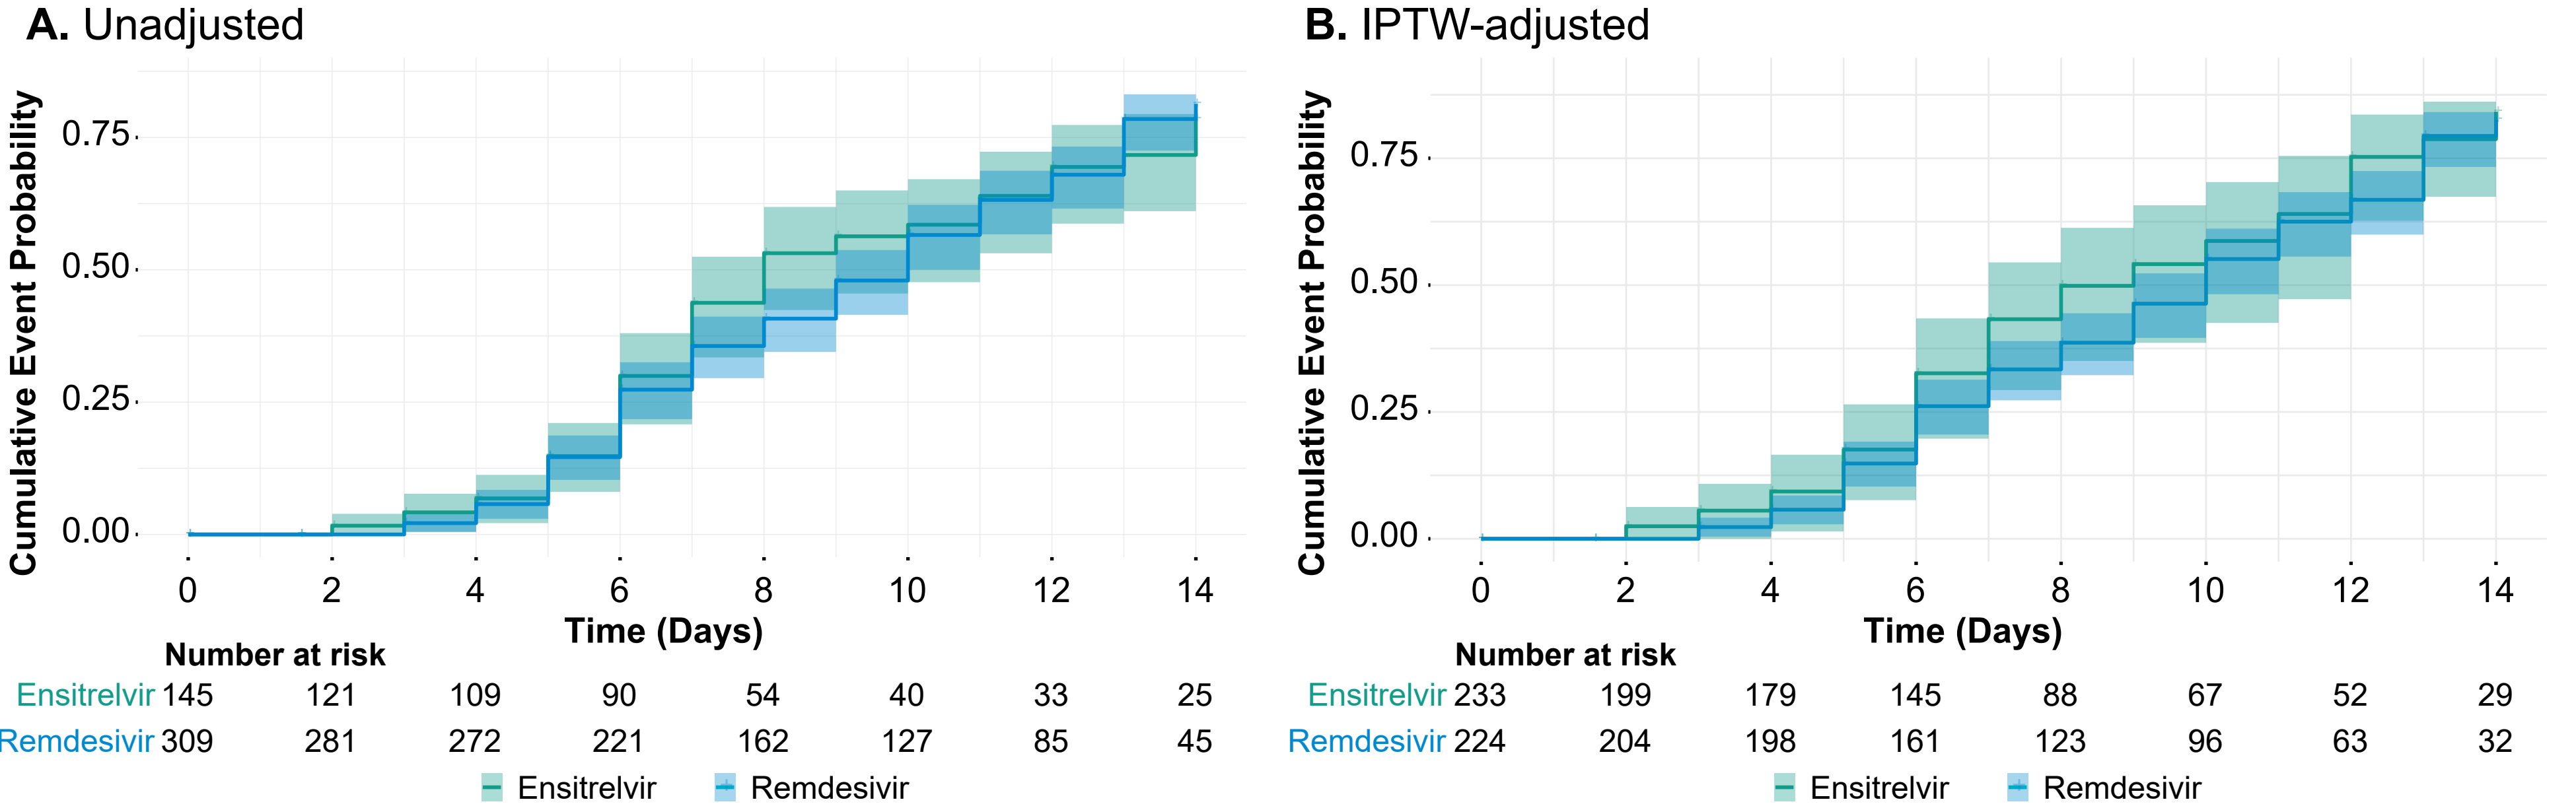 A. Unadjusted
Cumulative Event Probability
0.75
0.50
0.25
0.00
0 2 4 6 8 10 12 14
Time (Days)
Number at risk
Ensitrelvir 145 121 109 90 54 40 33 25
Remdesivir 309 281 272 221 162 127 85 45
Ensitrelvir Remdesivir
B. IPTW-adjusted
Cumulative Event Probability
0.75
0.50
0.25
0.00
0 2 4 6 8 10 12 14
Time (Days)
Number at risk
Ensitrelvir 233 199 179 145 88 67 52 29
Remdesivir 224 204 198 161 123 96 63 32
Ensitrelvir Remdesivir